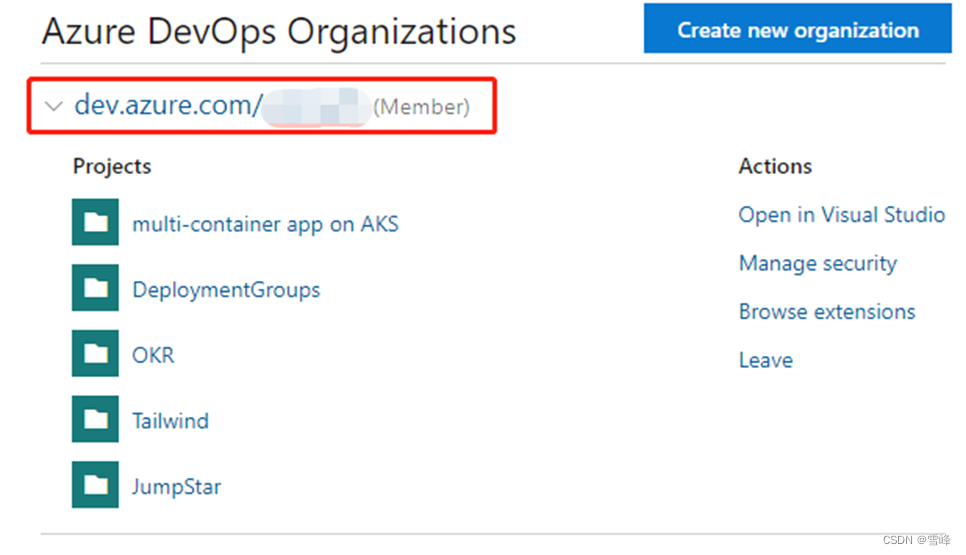 Azure DevOps Organizations
Create new organization
dev.azure.com/ (Member)
Projects
multi-container app on AKS
DeploymentGroups
OKR
Tailwind
JumpStar
Actions
Open in Visual Studio
Manage security
Browse extensions
Leave
CSDN @雪峰